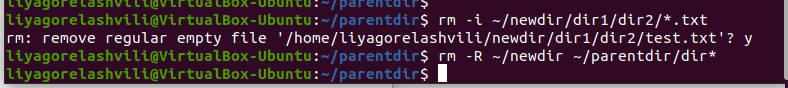 liyagorelashvili@VirtualBox-Ubuntu:~/parentdir$ rm -i ~/newdir/dir1/dir2/*.txt
rm: remove regular empty file '/home/liyagorelashvili/newdir/dir1/dir2/test.txt'? y
liyagorelashvili@VirtualBox-Ubuntu:~/parentdir$ rm -R ~/newdir ~/parentdir/dir*
liyagorelashvili@VirtualBox-Ubuntu:~/parentdir$